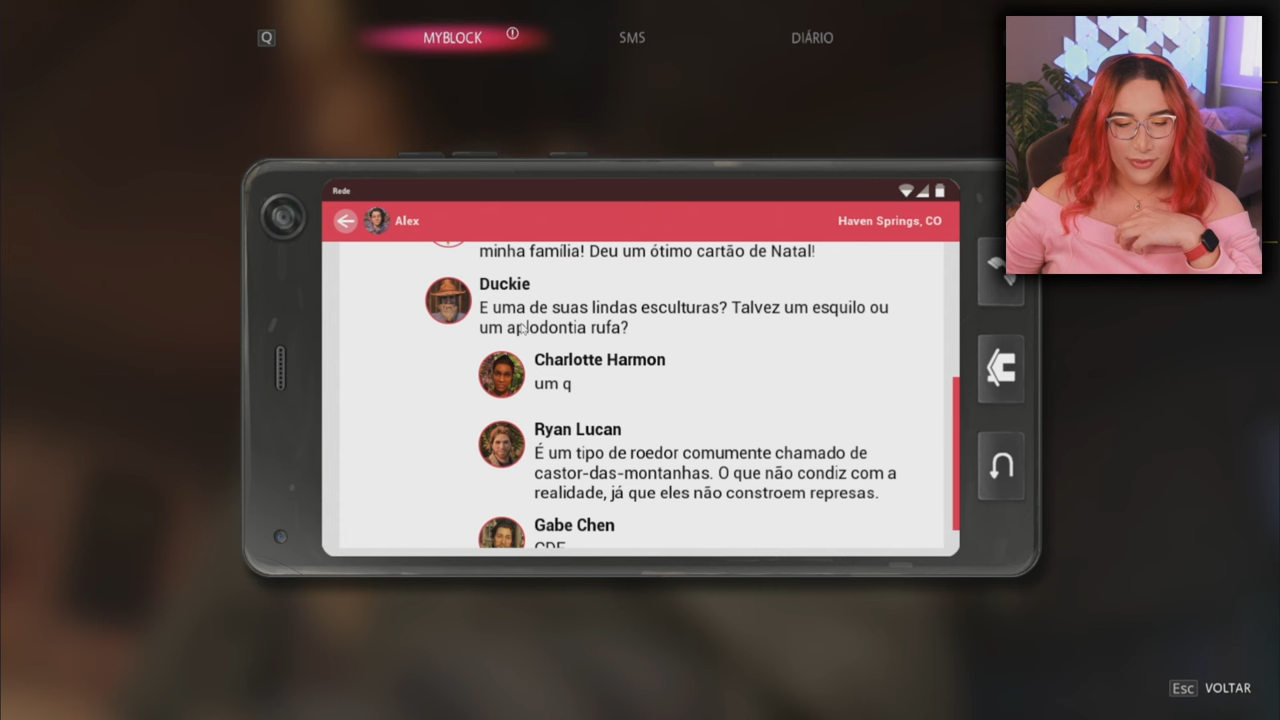 Q
MYBLOCK
SMS
DIÁRIO
Rede
Alex
Haven Springs, CO
minha família! Deu um ótimo cartão de Natal!
Duckie
E uma de suas lindas esculturas? Talvez um esquilo ou
um aplodontia rufa?
Charlotte Harmon
um q
Ryan Lucan
É um tipo de roedor comumente chamado de
castor-das-montanhas. O que não condiz com a
realidade, já que eles não constroem represas.
Gabe Chen
Esc VOLTAR